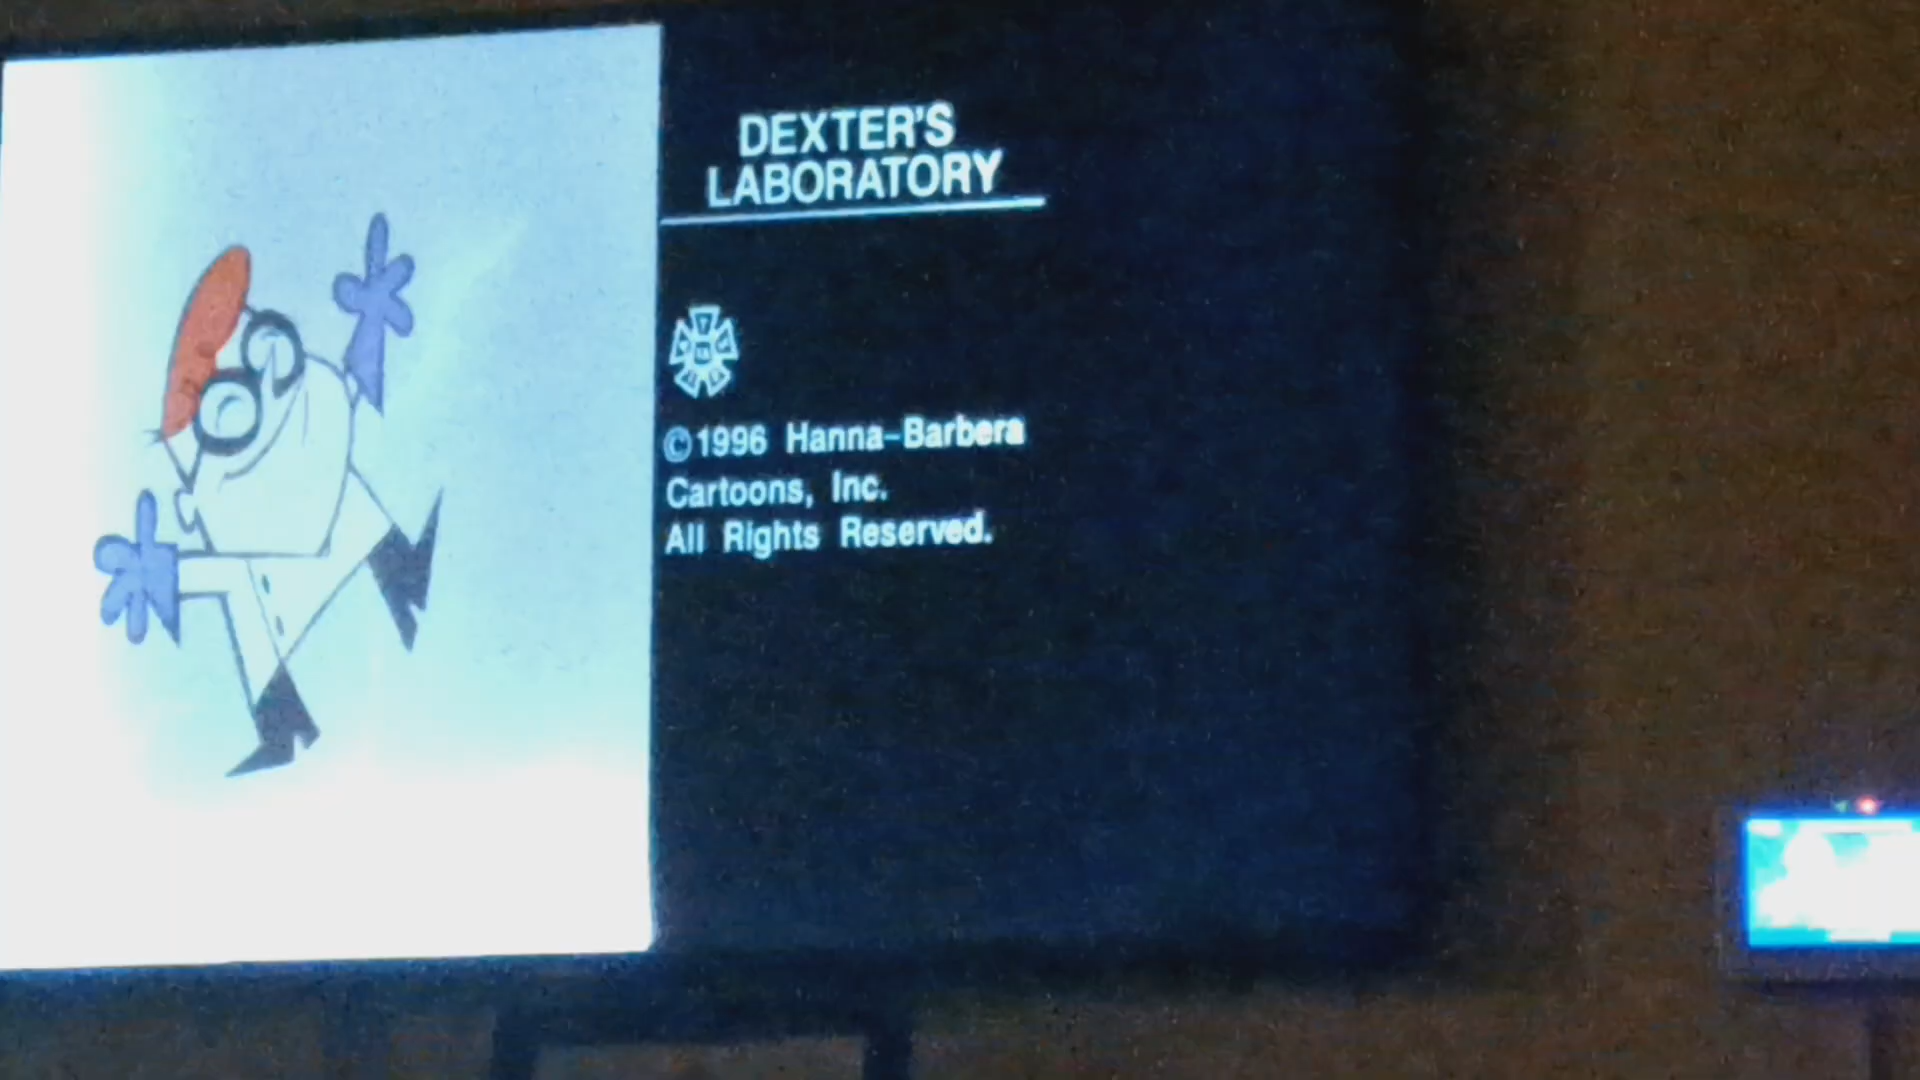 DEXTER'S
LABORATORY
©1996 Hanna-Barbera
Cartoons, Inc.
All Rights Reserved.